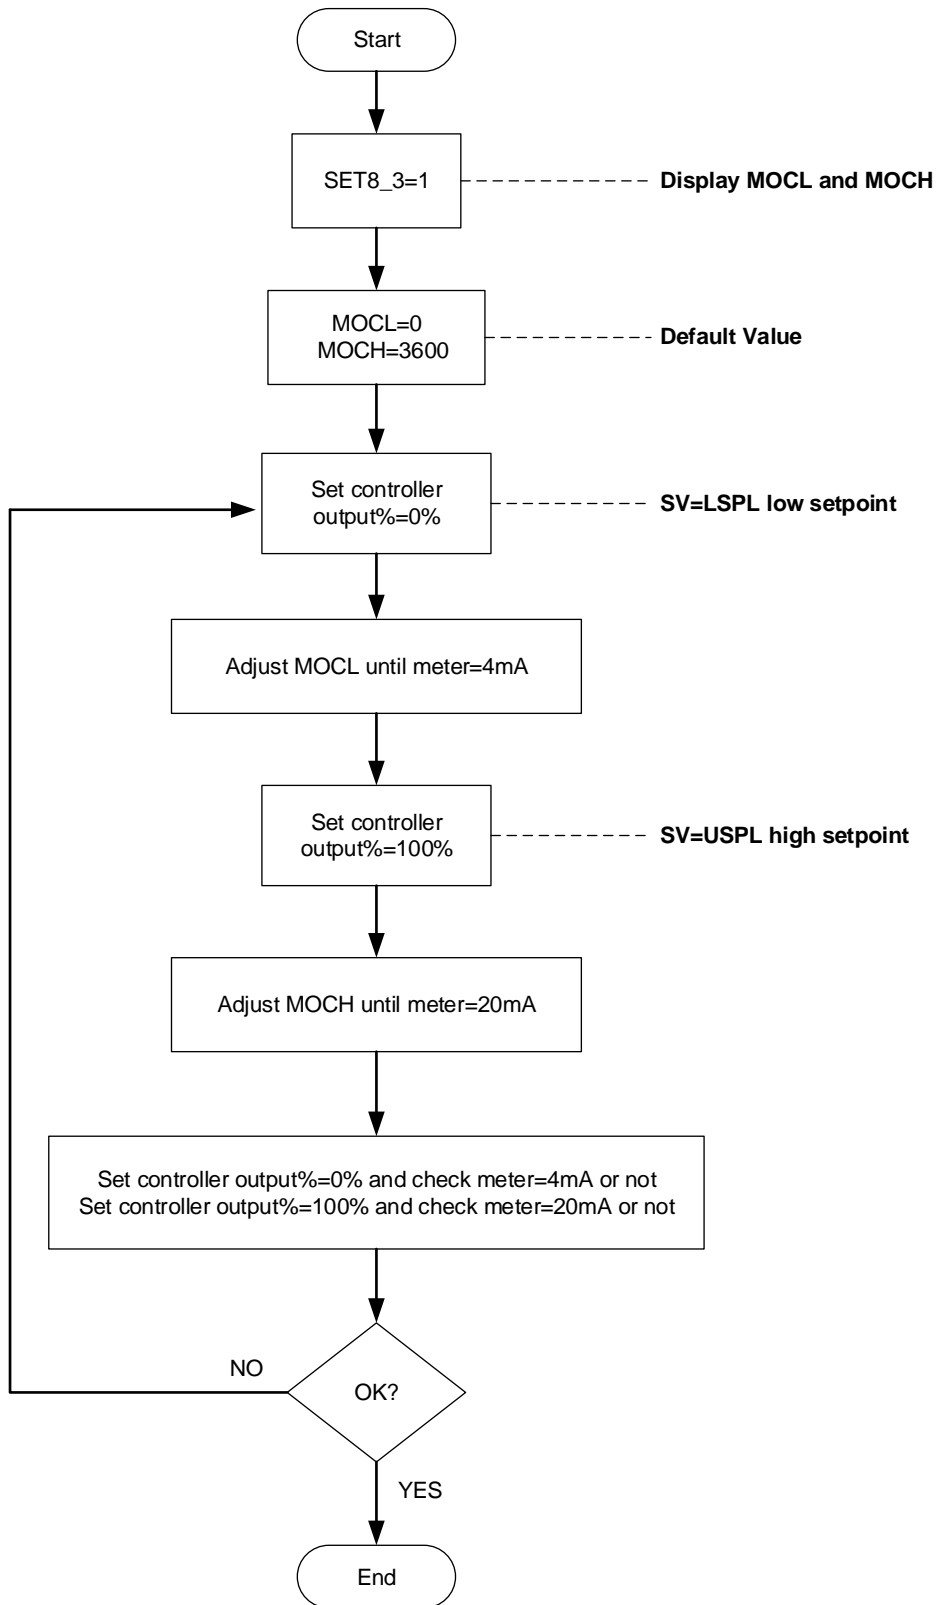 Start
SET8_3=1
Display MOCL and MOCH
MOCL=0
MOCH=3600
Default Value
Set controller
output%=0%
SV=LSPL low setpoint
Adjust MOCL until meter=4mA
Set controller
output%=100%
SV=USPL high setpoint
Adjust MOCH until meter=20mA
Set controller output%=0% and check meter=4mA or not
Set controller output%=100% and check meter=20mA or not
NO
OK?
YES
End